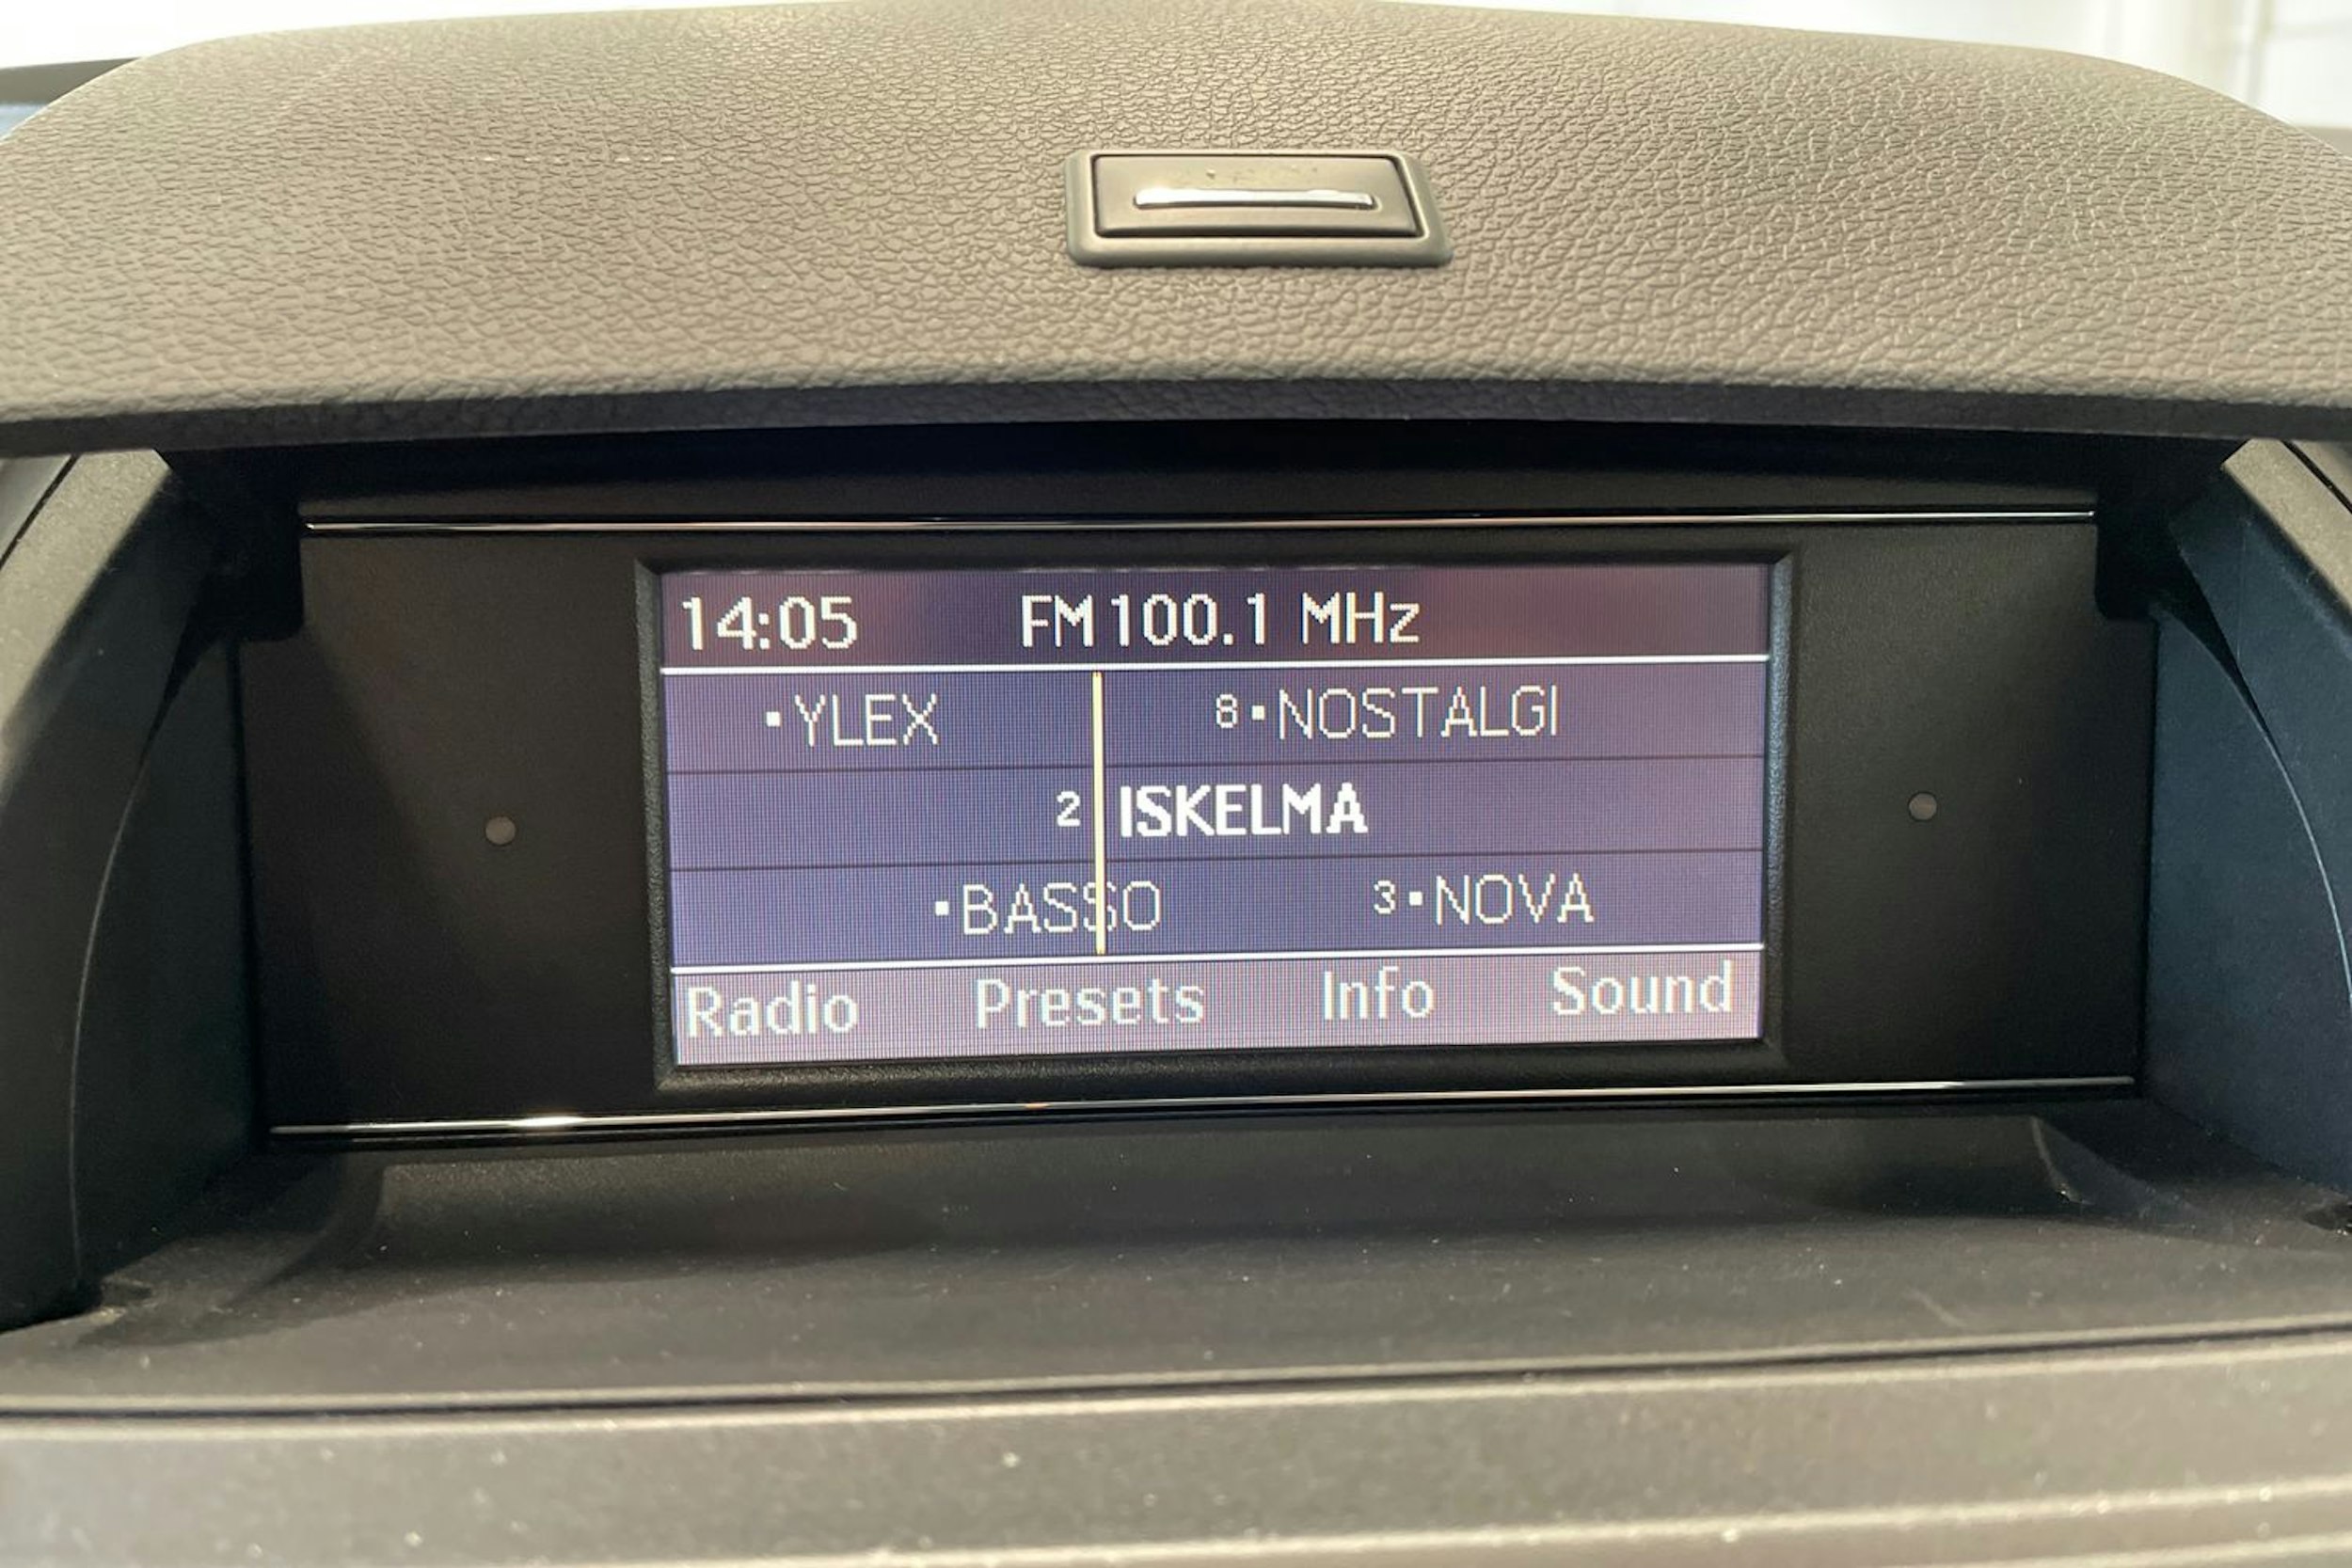 14:05 FM 100.1 MHz
▪YLEX 8▪NOSTALGI
2 ISKELMA
▪BASSO 3▪NOVA
Radio Presets Info Sound